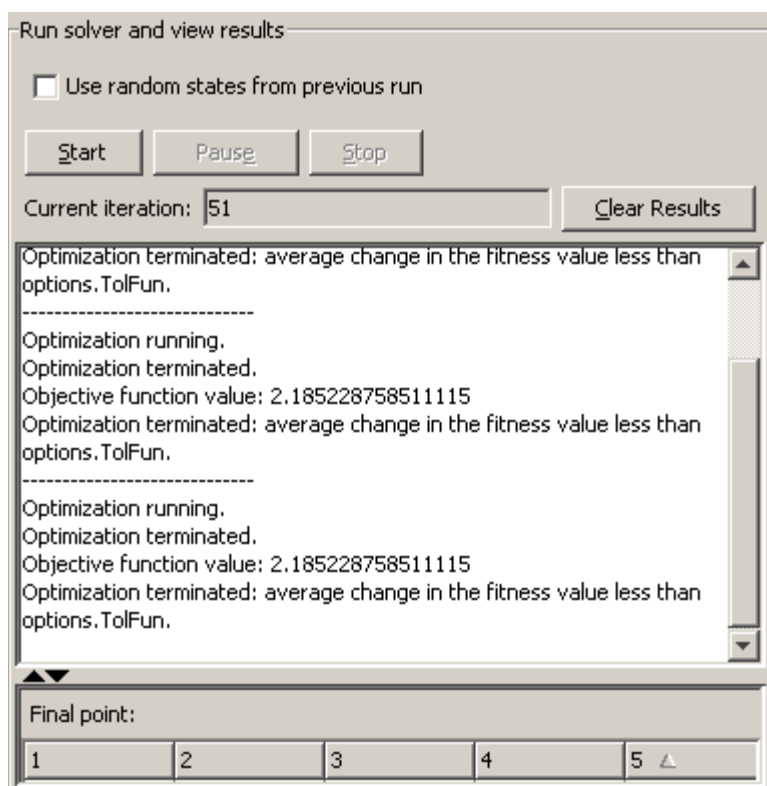 Run solver and view results
Use random states from previous run
Start Pause Stop
Current iteration: 51 Clear Results
Optimization terminated: average change in the fitness value less than
options.TolFun.
----------------------------
Optimization running.
Optimization terminated.
Objective function value: 2.185228758511115
Optimization terminated: average change in the fitness value less than
options.TolFun.
----------------------------
Optimization running.
Optimization terminated.
Objective function value: 2.185228758511115
Optimization terminated: average change in the fitness value less than
options.TolFun.
Final point:
1 2 3 4 5